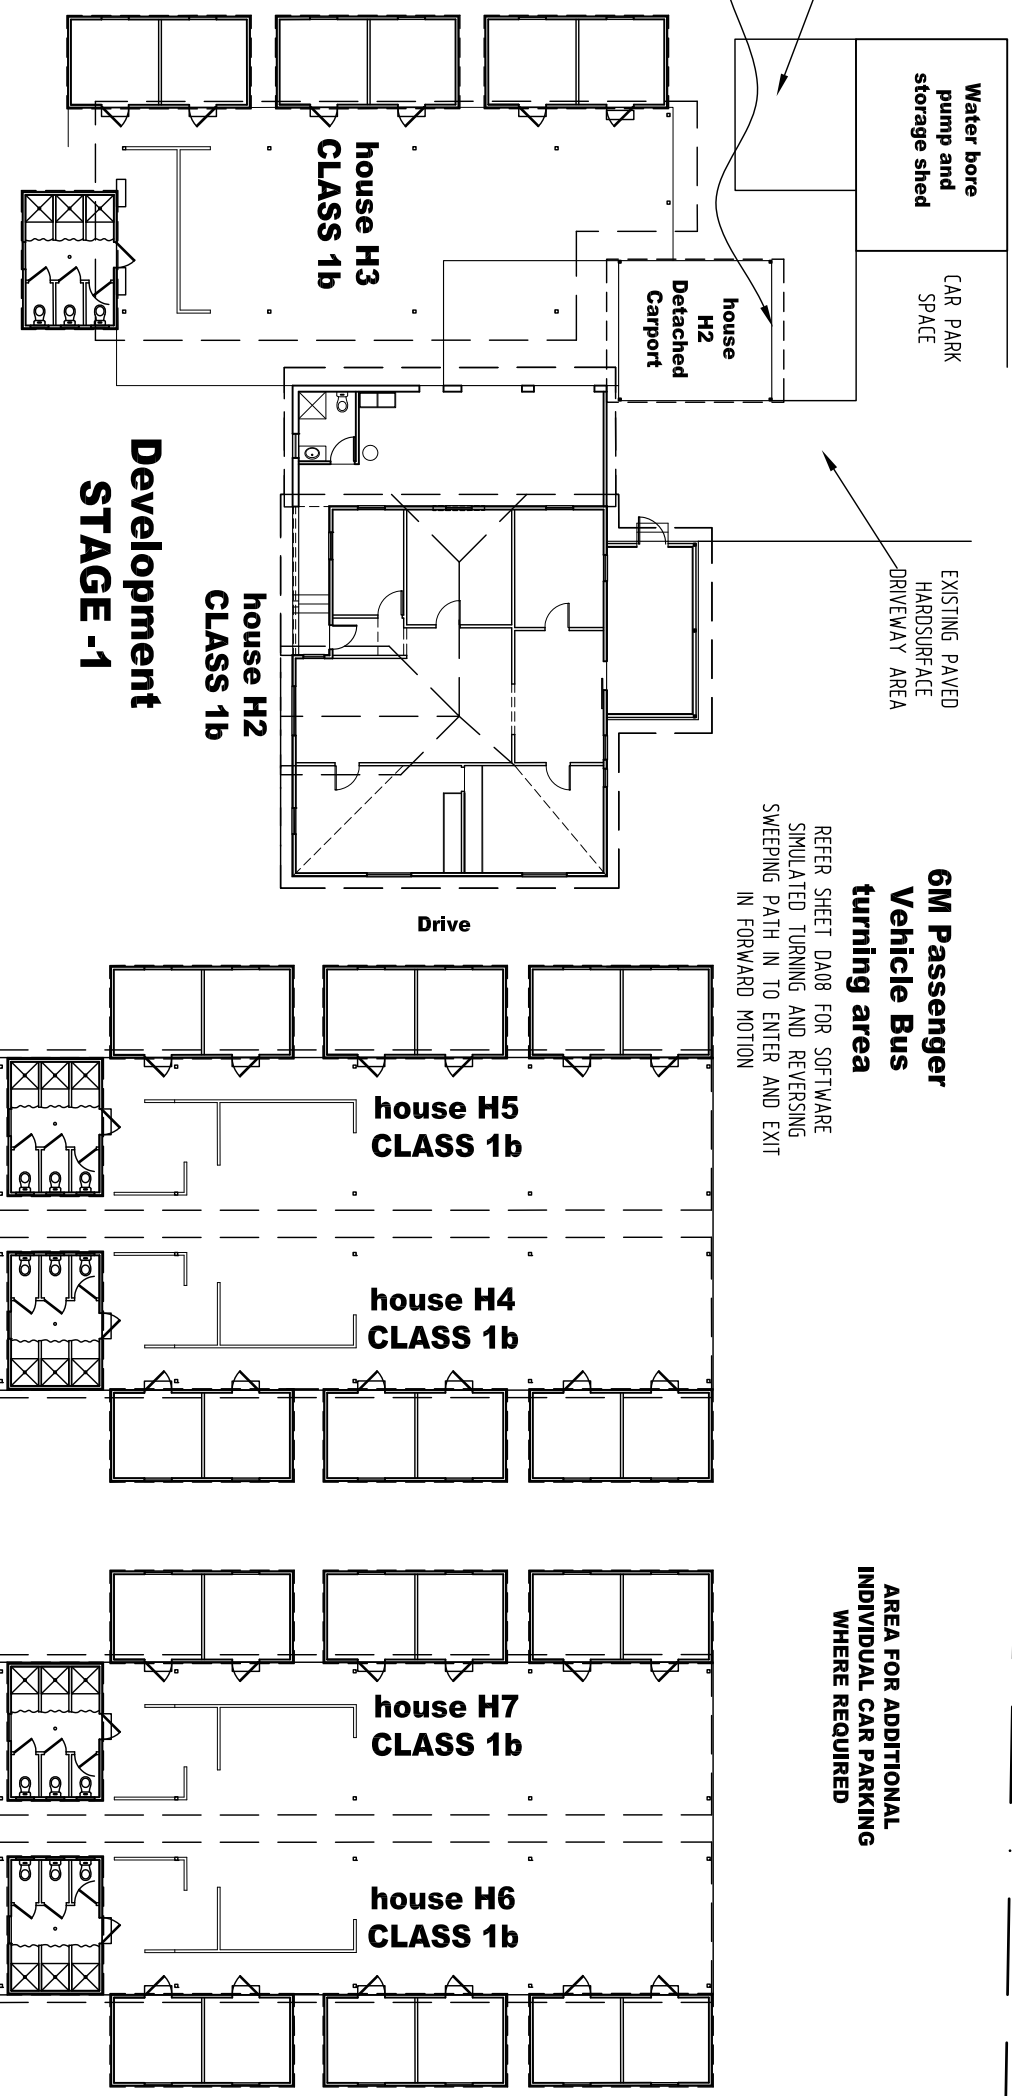 Water bore
pump and
storage shed
CAR PARK
SPACE
house H3
CLASS 1b
house
H2
Detached
Carport
Development
STAGE -1
house H2
CLASS 1b
EXISTING PAVED
HARDSURFACE
DRIVEWAY AREA
6M Passenger
Vehicle Bus
turning area
REFER SHEET DA08 FOR SOFTWARE
SIMULATED TURNING AND REVERSING
SWEEPING PATH IN TO ENTER AND EXIT
IN FORWARD MOTION
Drive
house H5
CLASS 1b
house H4
CLASS 1b
AREA FOR ADDITIONAL
INDIVIDUAL CAR PARKING
WHERE REQUIRED
house H7
CLASS 1b
house H6
CLASS 1b